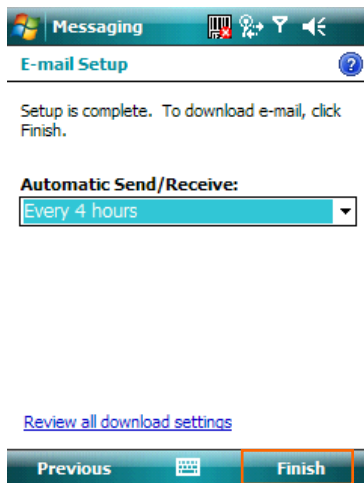 Messaging
E-mail Setup
Setup is complete. To download e-mail, click
Finish.
Automatic Send/Receive:
Every 4 hours
Review all download settings
Previous
Finish